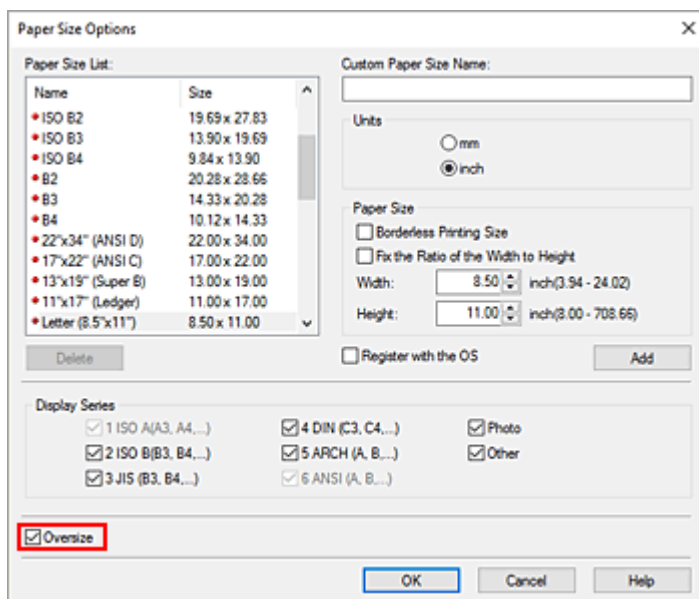 Paper Size Options
Paper Size List:
Name Size
ISO B2 19.69 x 27.83
ISO B3 13.90 x 19.69
ISO B4 9.84 x 13.90
B2 20.28 x 28.66
B3 14.33 x 20.28
B4 10.12 x 14.33
22"x34" (ANSI D) 22.00 x 34.00
17"x22" (ANSI C) 17.00 x 22.00
13"x19" (Super B) 13.00 x 19.00
11"x17" (Ledger) 11.00 x 17.00
Letter (8.5"x11") 8.50 x 11.00
Delete
Custom Paper Size Name:
Units
mm
inch
Paper Size
Borderless Printing Size
Fix the Ratio of the Width to Height
Width: 8.50 inch(3.94 - 24.02)
Height: 11.00 inch(8.00 - 708.66)
Register with the OS Add
Display Series
1 ISO A(A3, A4,...) 4 DIN (C3, C4,...) Photo
2 ISO B(B3, B4,...) 5 ARCH (A, B,...) Other
3 JIS (B3, B4,...) 6 ANSI (A, B,...)
Oversize
OK Cancel Help